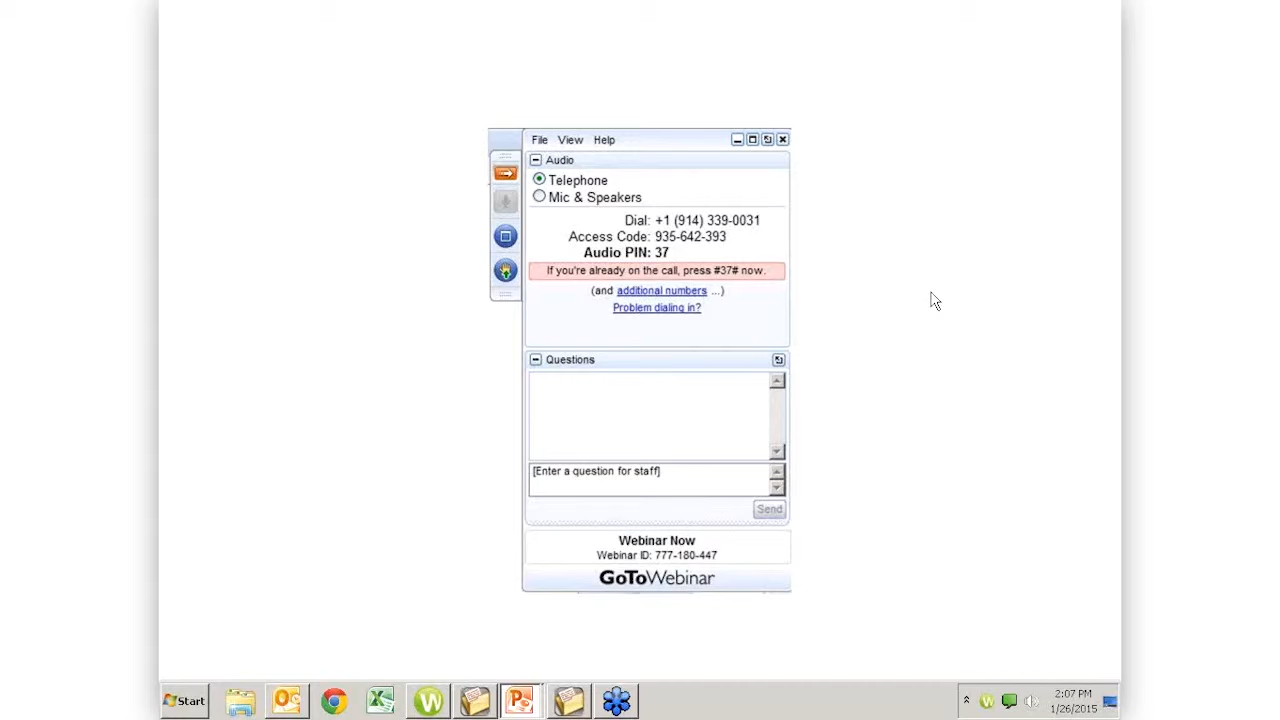 File View Help
Audio
Telephone
Mic & Speakers
Dial: +1 (914) 339-0031
Access Code: 935-642-393
Audio PIN: 37
If you're already on the call, press #37# now.
(and additional numbers ...)
Problem dialing in?
Questions
[Enter a question for staff]
Send
Webinar Now
Webinar ID: 777-180-447
GoToWebinar
Start
2:07 PM
1/26/2015